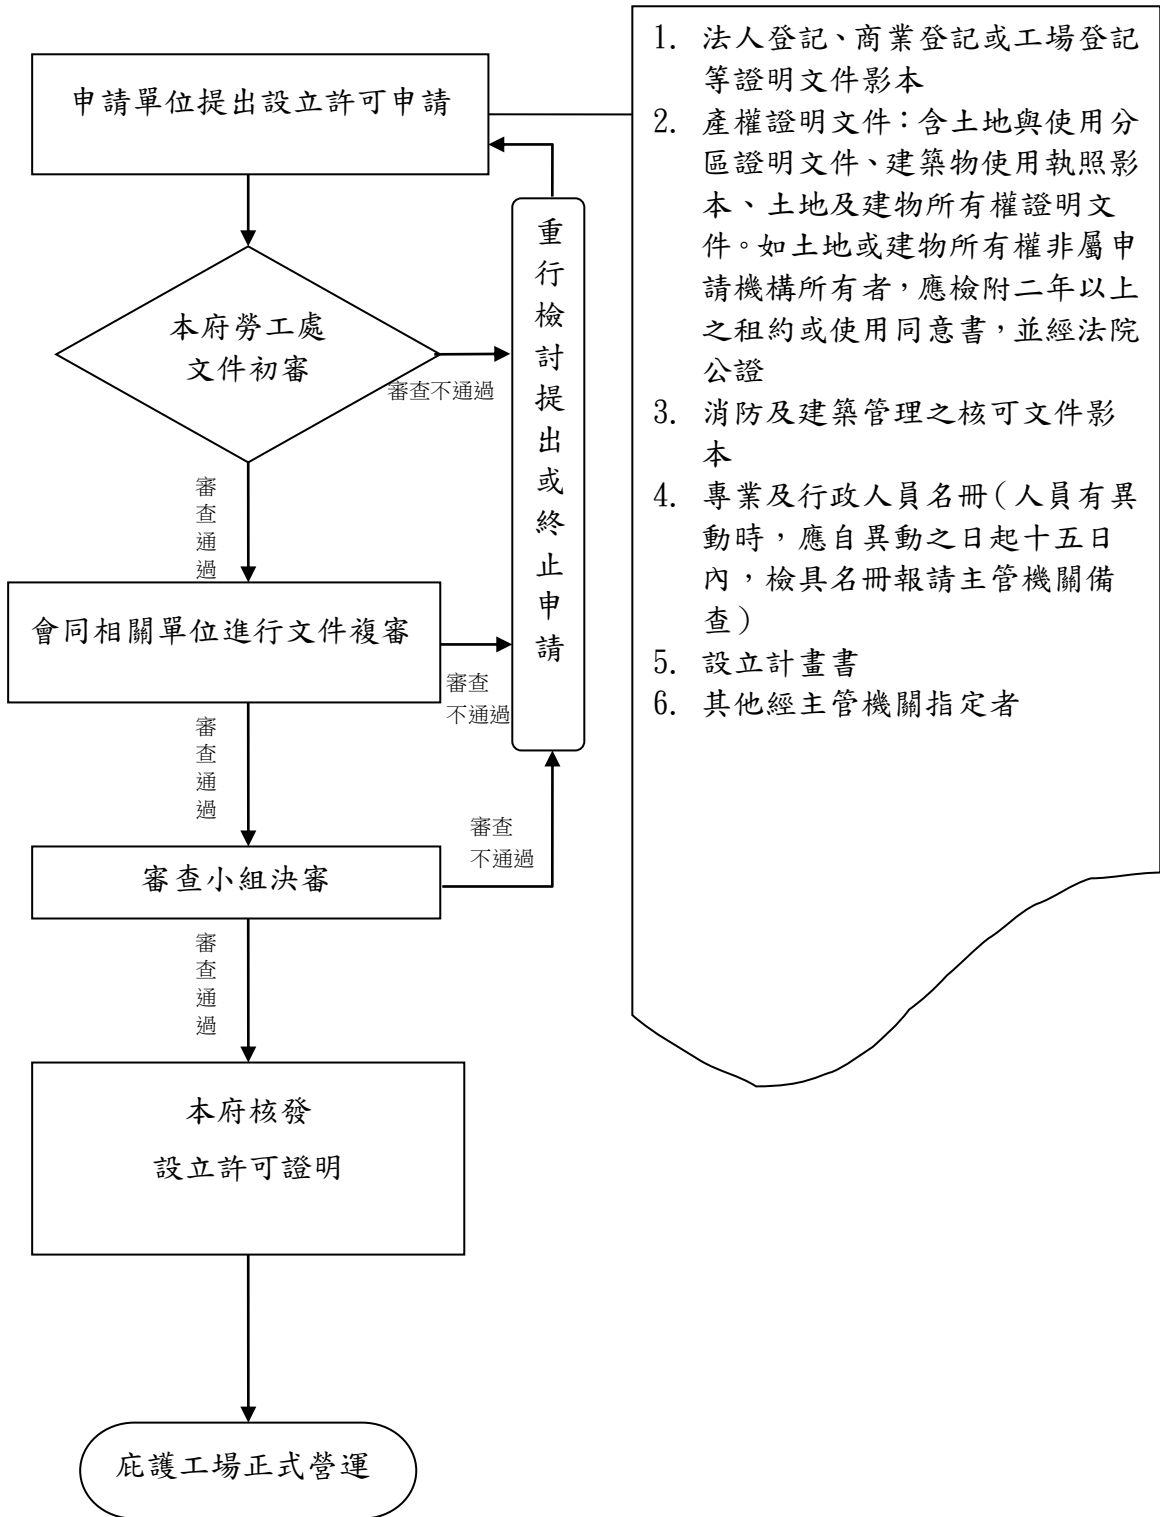 申請單位提出設立許可申請
本府勞工處
文件初審
審查不通過
審查通過
會同相關單位進行文件複審
審查
不通過
審查通過
審查小組決審
審查
不通過
審查通過
本府核發
設立許可證明
庇護工場正式營運
重行檢討提出或終止申請
1. 法人登記、商業登記或工場登記
等證明文件影本
2. 產權證明文件：含土地與使用分
區證明文件、建築物使用執照影
本、土地及建物所有權證明文
件。如土地或建物所有權非屬申
請機構所有者，應檢附二年以上
之租約或使用同意書，並經法院
公證
3. 消防及建築管理之核可文件影
本
4. 專業及行政人員名冊(人員有異
動時，應自異動之日起十五日
內，檢具名冊報請主管機關備
查)
5. 設立計畫書
6. 其他經主管機關指定者